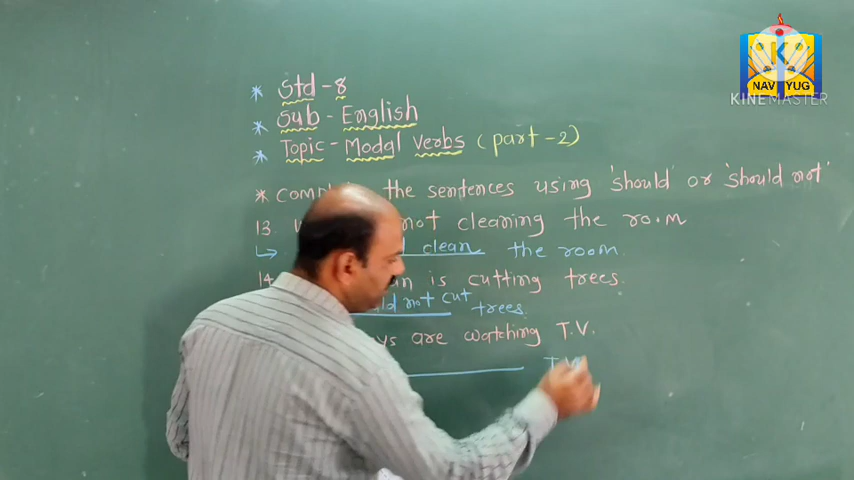 NAV YUG
KINEMASTER
* Std - 8
* Sub - English
* Topic - Modal Verbs (part-2)
* the sentences using 'should' or 'should not'
13. not cleaning the room
↳ clean the room
14 is cutting trees.
not cut trees.
are watching T.V.